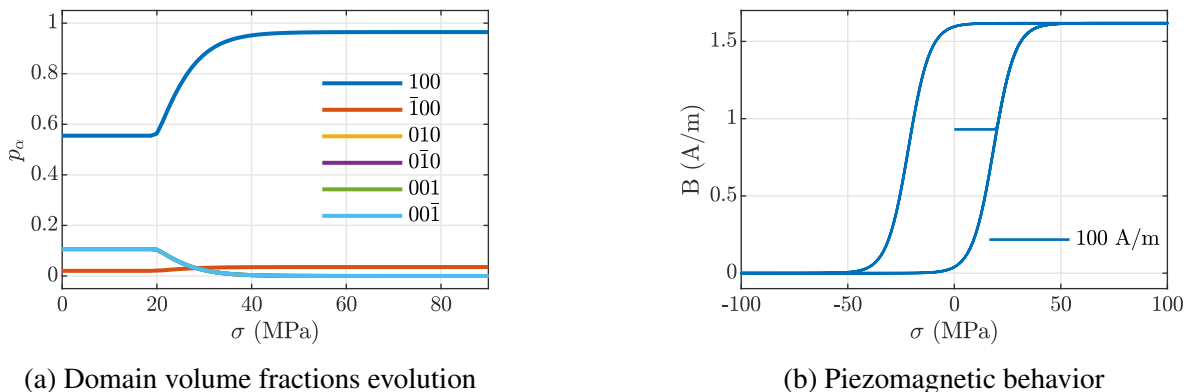 1
0.8
0.6
0.4
0.2
0
p_α
100
1̄00
010
01̄0
001
001̄
0 20 40 60 80
σ (MPa)
(a) Domain volume fractions evolution
1.5
1
0.5
0
B (A/m)
100 A/m
-100 -50 0 50 100
σ (MPa)
(b) Piezomagnetic behavior